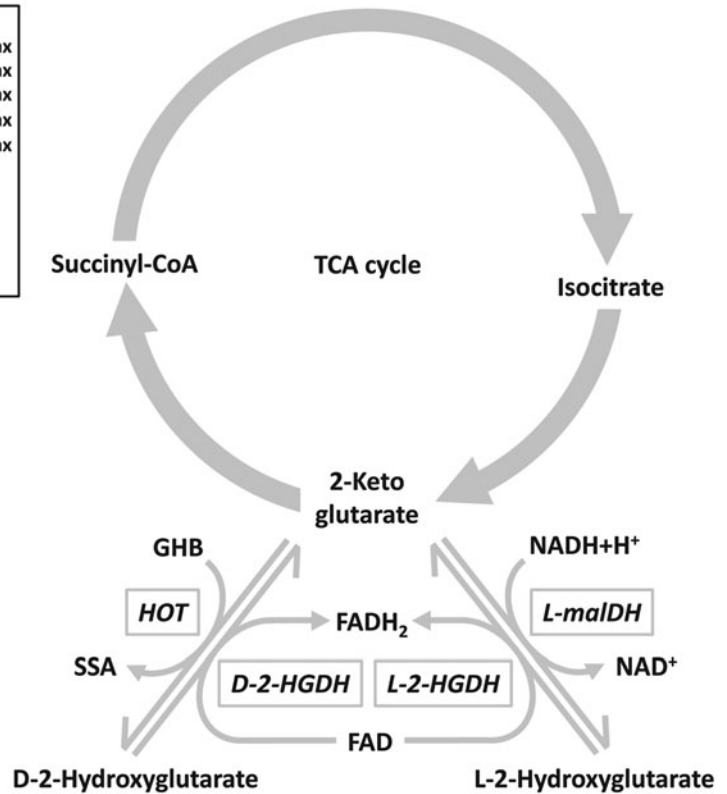 Succinyl-CoA
TCA cycle
Isocitrate
2-Keto
glutarate
GHB
NADH+H⁺
HOT
FADH₂
L-malDH
SSA
D-2-HGDH
L-2-HGDH
NAD⁺
FAD
D-2-Hydroxyglutarate
L-2-Hydroxyglutarate